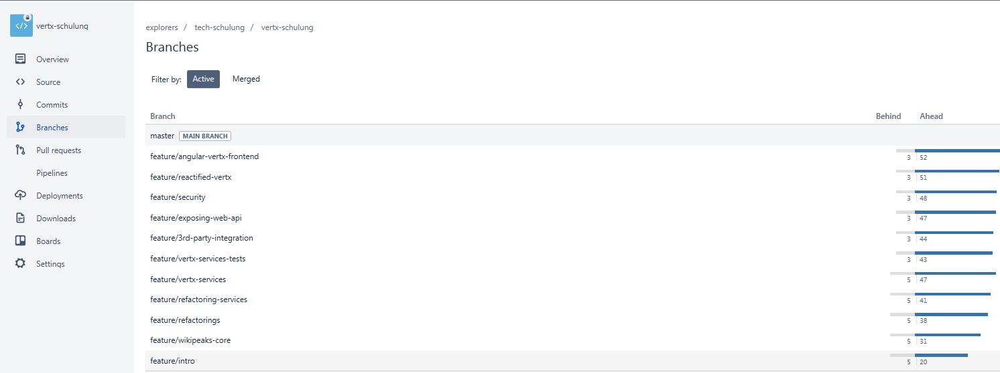 vertx-schulung
Overview
Source
Commits
Branches
Pull requests
Pipelines
Deployments
Downloads
Boards
Settings
explorers / tech-schulung / vertx-schulung
Branches
Filter by: Active Merged
Branch Behind Ahead
master MAIN BRANCH
feature/angular-vertx-frontend 3 52
feature/reactified-vertx 3 51
feature/security 3 48
feature/exposing-web-api 3 47
feature/3rd-party-integration 3 44
feature/vertx-services-tests 3 43
feature/vertx-services 5 47
feature/refactoring-services 5 41
feature/refactorings 5 38
feature/wikipeaks-core 5 31
feature/intro 5 20